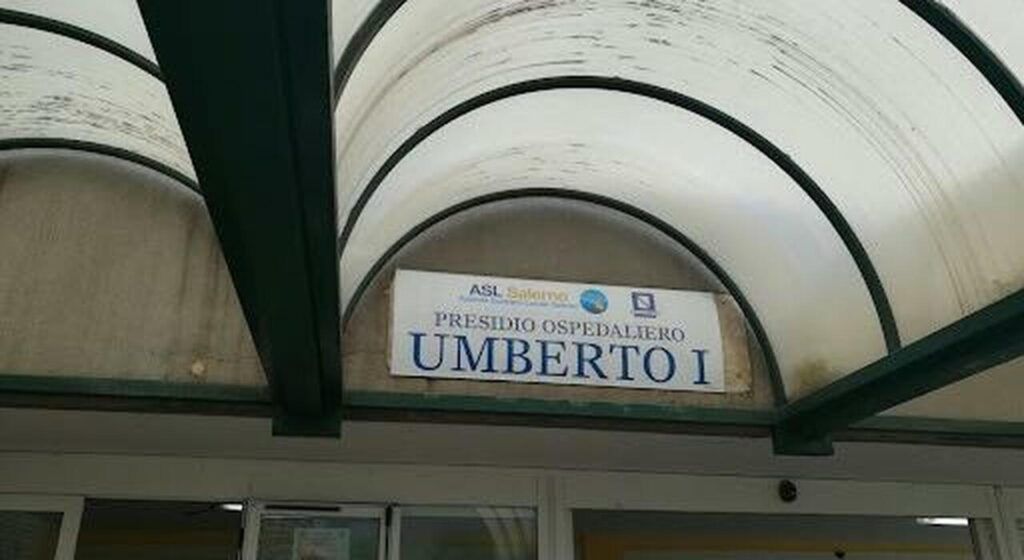 ASL Salerno
PRESIDIO OSPEDALIERO
UMBERTO I